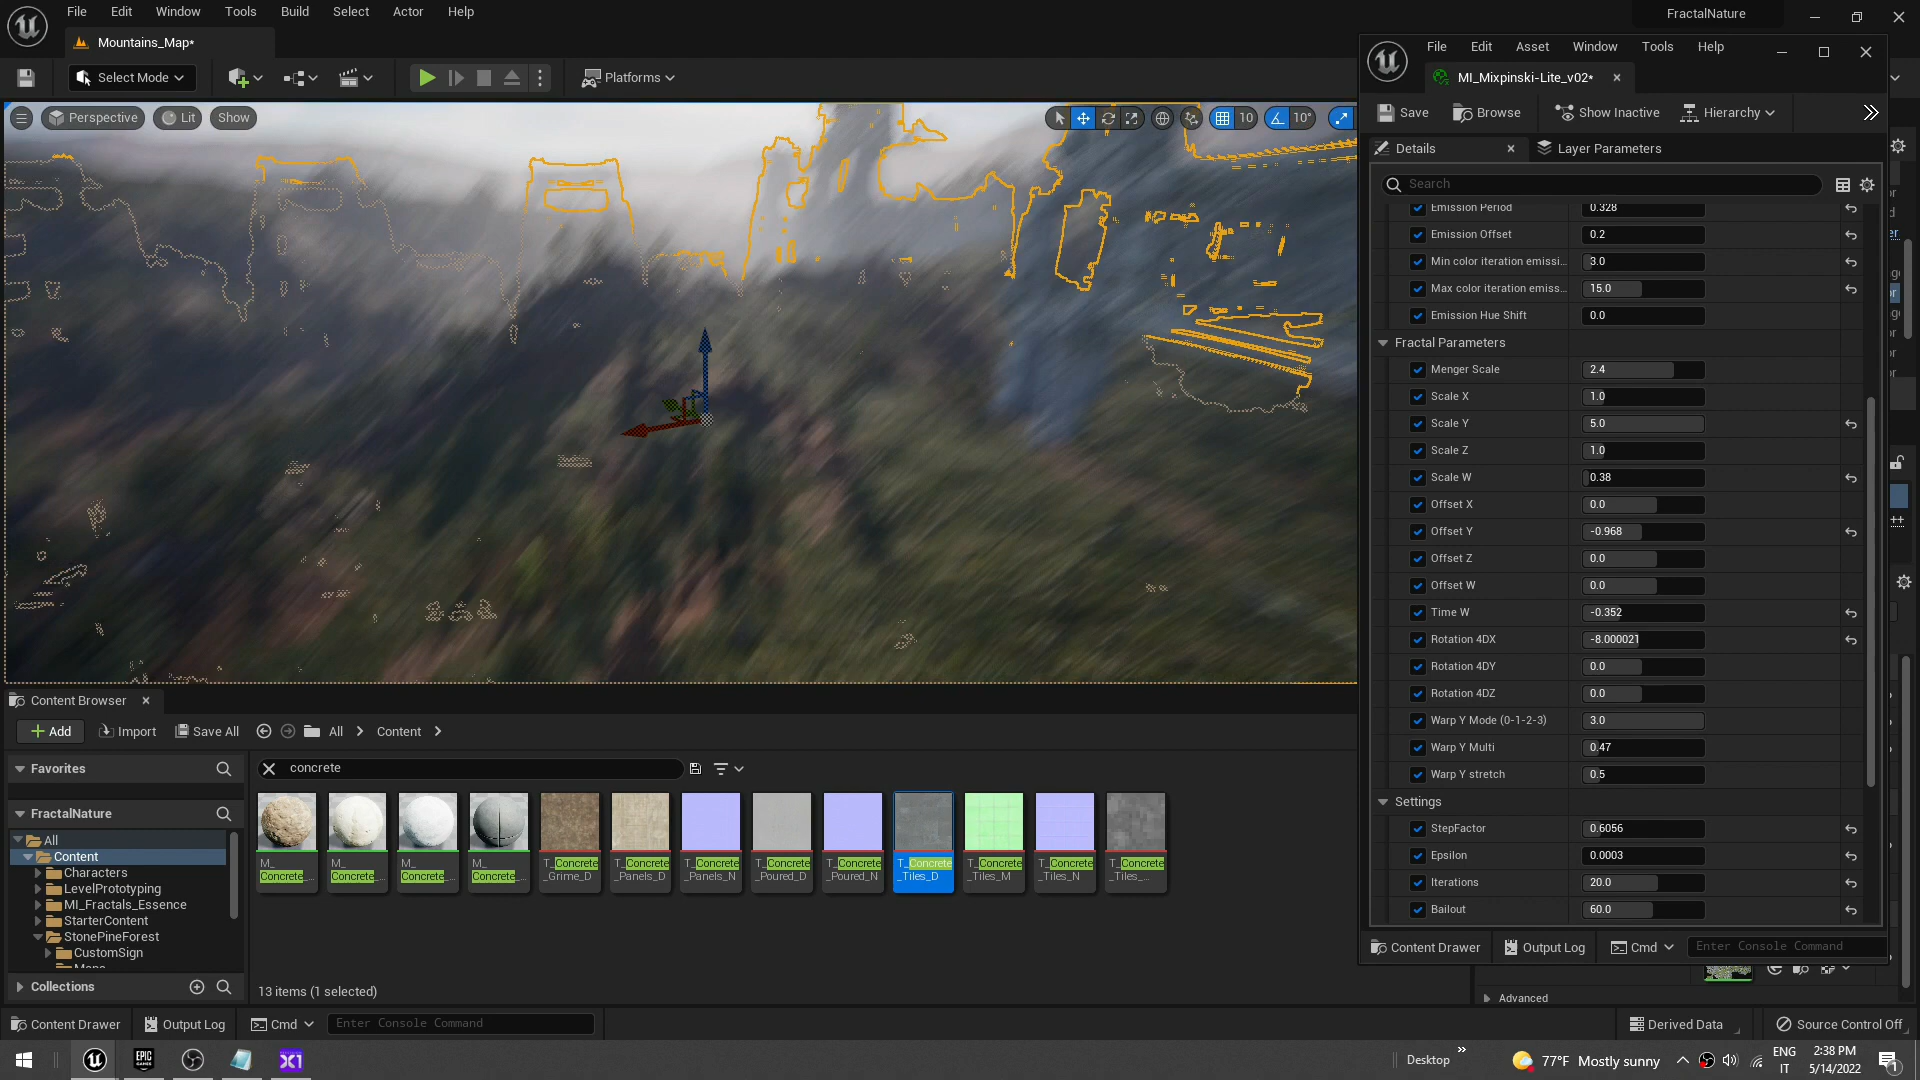 File Edit Window Tools Build Select Actor Help
FractalNature
Mountains_Map*
Select Mode
Platforms
Perspective
Lit
Show
10
10°
File Edit Asset Window Tools Help
MI_Mixpinski-Lite_v02*
Save
Browse
Show Inactive
Hierarchy
Details
Layer Parameters
Search
Emission Period 0.328
Emission Offset 0.2
Min color iteration emissi... 3.0
Max color iteration emiss... 15.0
Emission Hue Shift 0.0
Fractal Parameters
Menger Scale 2.4
Scale X 1.0
Scale Y 5.0
Scale Z 1.0
Scale W 0.38
Offset X 0.0
Offset Y -0.968
Offset Z 0.0
Offset W 0.0
Time W -0.352
Rotation 4DX -8.000021
Rotation 4DY 0.0
Rotation 4DZ 0.0
Warp Y Mode (0-1-2-3) 3.0
Warp Y Multi 0.47
Warp Y stretch 0.5
Settings
StepFactor 0.6056
Epsilon 0.0003
Iterations 20.0
Bailout 60.0
Content Drawer
Output Log
Cmd
Enter Console Command
Advanced
Content Browser
Add
Import
Save All
All
Content
Favorites
FractalNature
All
Content
Characters
LevelPrototyping
MI_Fractals_Essence
StarterContent
StonePineForest
CustomSign
Maps
Collections
concrete
M_
Concrete_...
M_
Concrete_...
M_
Concrete_...
M_
Concrete_...
T_Concrete
_Grime_D
T_Concrete
_Panels_D
T_Concrete
_Panels_N
T_Concrete
_Poured_D
T_Concrete
_Poured_N
T_Concrete
_Tiles_D
T_Concrete
_Tiles_M
T_Concrete
_Tiles_N
T_Concrete
_Tiles_...
13 items (1 selected)
Content Drawer
Output Log
Cmd
Enter Console Command
Derived Data
Source Control Off
EPIC
GAMES
X1
Desktop
77°F Mostly sunny
ENG
IT
2:38 PM
5/14/2022
1